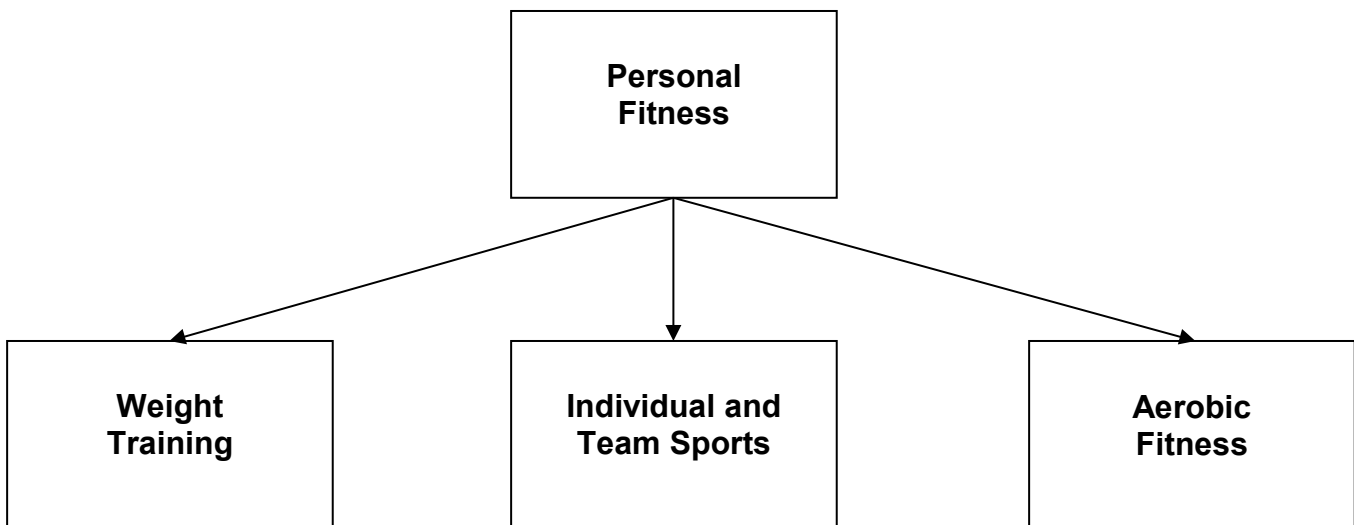 Personal
Fitness
Weight
Training
Individual and
Team Sports
Aerobic
Fitness